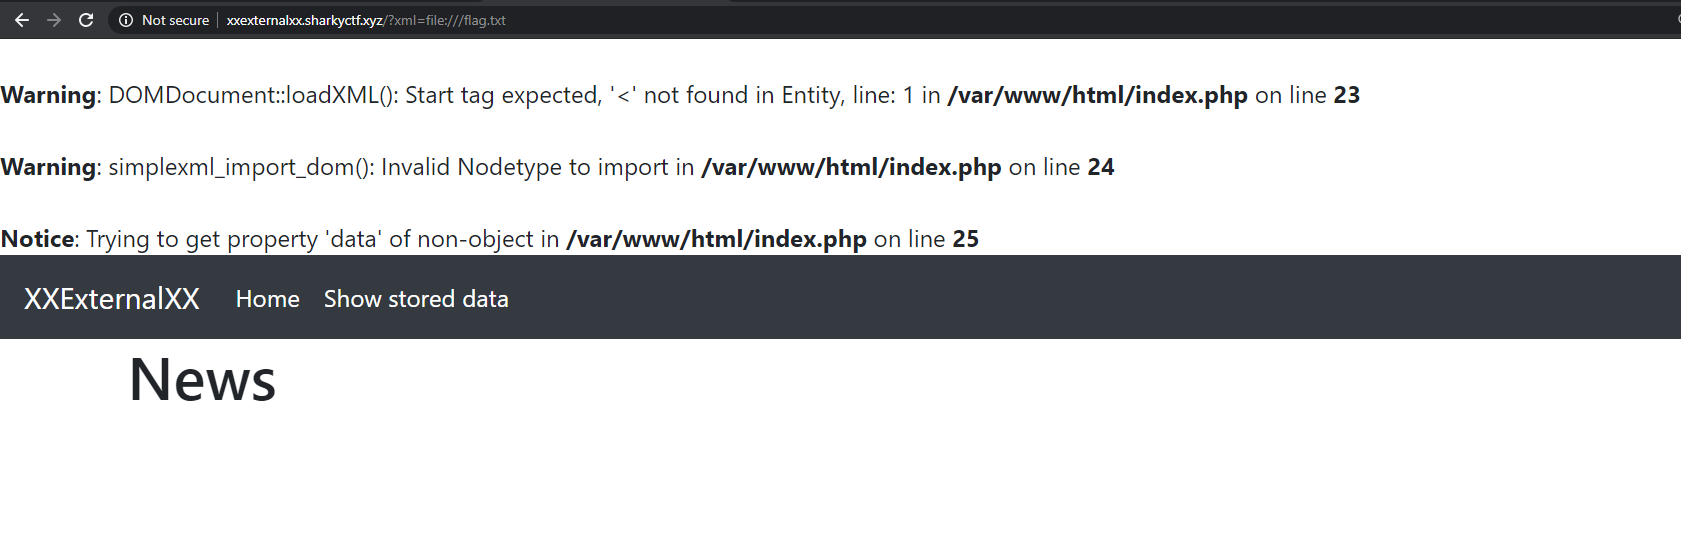 Not secure xxexternalxx.sharkyctf.xyz/?xml=file:///flag.txt
Warning: DOMDocument::loadXML(): Start tag expected, '<' not found in Entity, line: 1 in /var/www/html/index.php on line 23
Warning: simplexml_import_dom(): Invalid Nodetype to import in /var/www/html/index.php on line 24
Notice: Trying to get property 'data' of non-object in /var/www/html/index.php on line 25
XXExternalXX Home Show stored data
News